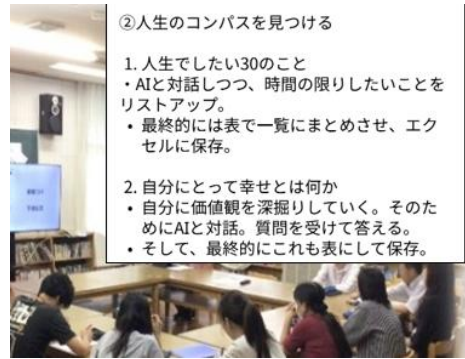 ②人生のコンパスを見つける
1. 人生でしたい30のこと
・AIと対話しつつ、時間の限りしたいことを
リストアップ。
• 最終的には表で一覧にまとめさせ、エク
セルに保存。
2. 自分にとって幸せとは何か
• 自分に価値観を深掘りしていく。そのた
めにAIと対話。質問を受けて答える。
• そして、最終的にこれも表にして保存。